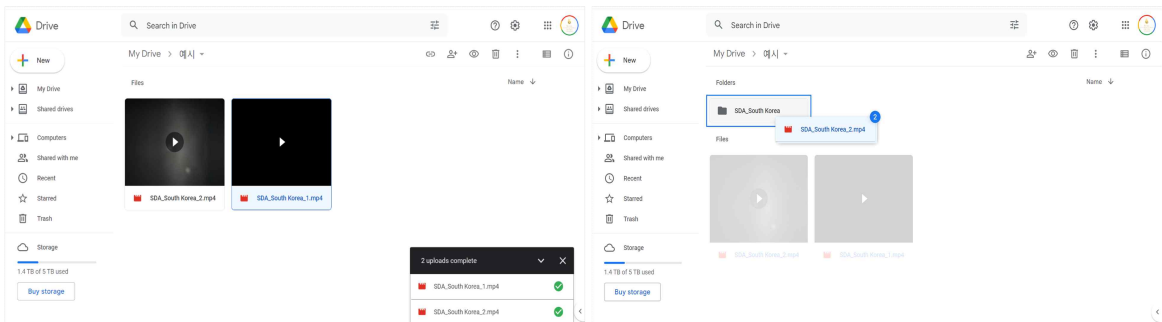 Drive
Search in Drive
New
My Drive > 예시
My Drive
Shared drives
Computers
Shared with me
Recent
Starred
Trash
Storage
1.4 TB of 5 TB used
Buy storage
Files
Name
SDA_South Korea_2.mp4
SDA_South Korea_1.mp4
2 uploads complete
SDA_South Korea_1.mp4
SDA_South Korea_2.mp4
Drive
Search in Drive
New
My Drive > 예시
My Drive
Shared drives
Computers
Shared with me
Recent
Starred
Trash
Storage
1.4 TB of 5 TB used
Buy storage
Folders
Name
SDA_South Korea
2
SDA_South Korea_2.mp4
Files
SDA_South Korea_2.mp4
SDA_South Korea_1.mp4